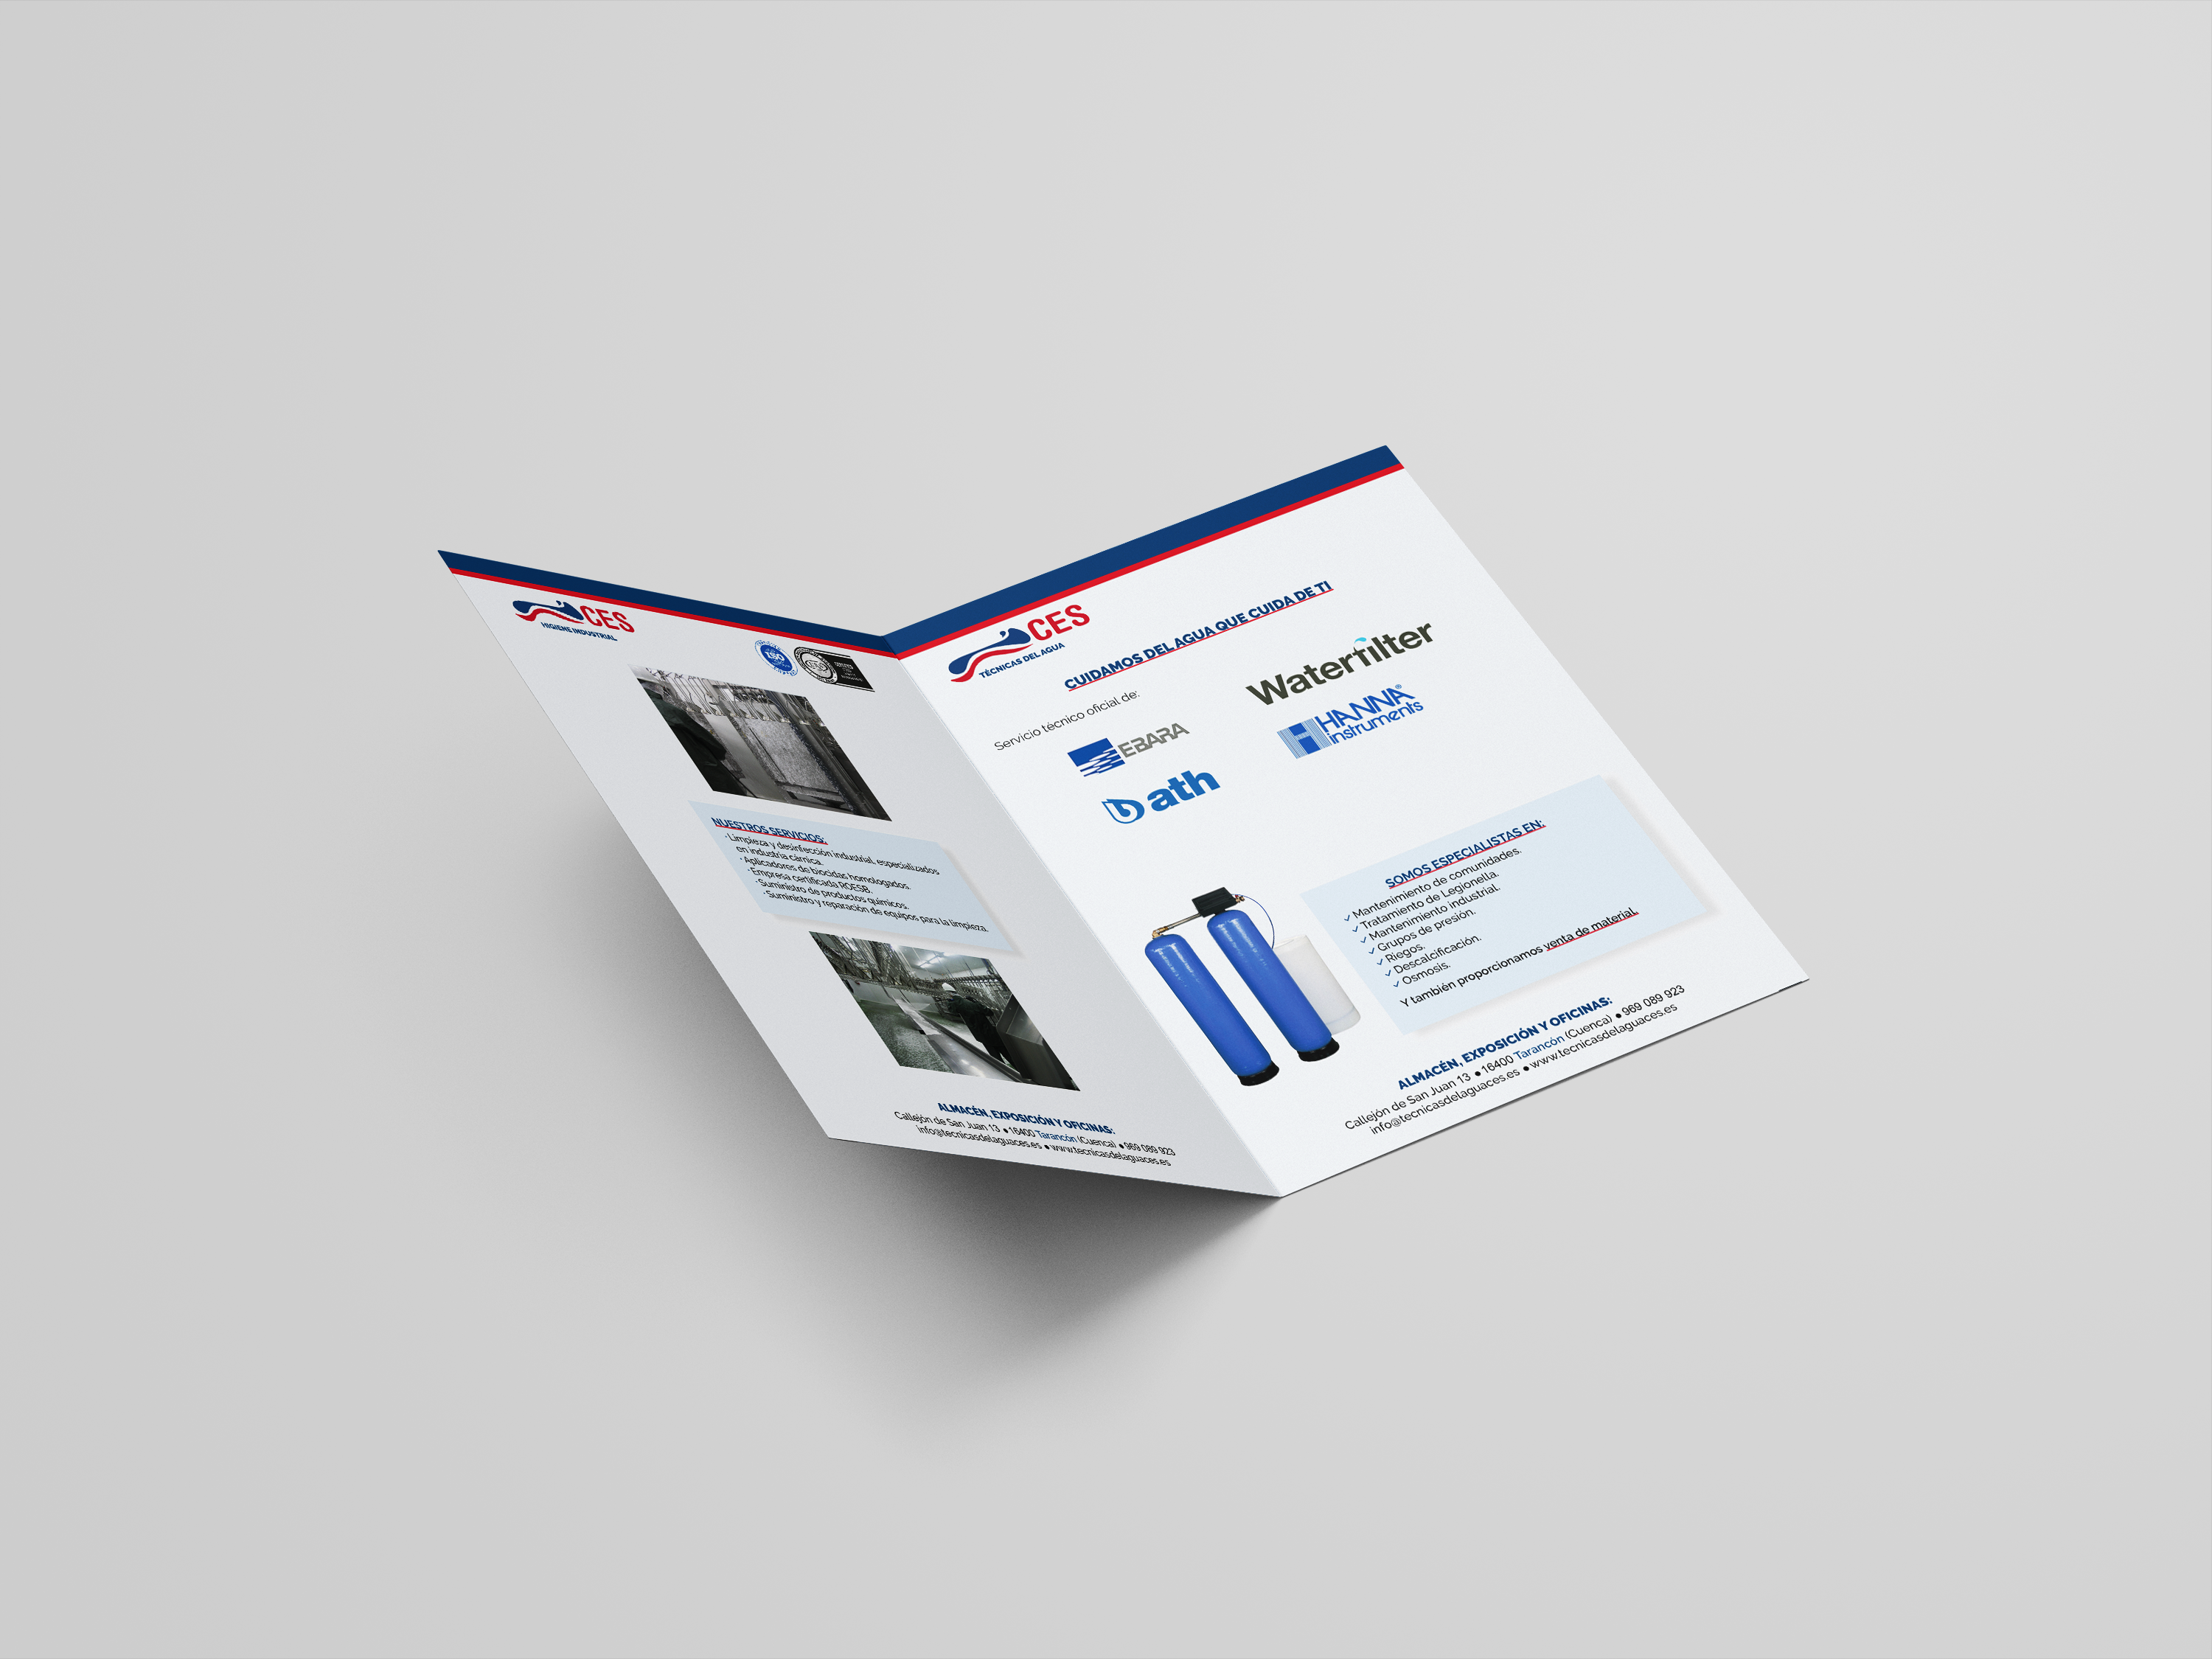 CES
HIGIENE INDUSTRIAL
ISO
NUESTROS SERVICIOS:
· Limpieza y desinfección industrial, especializados
en industria cárnica.
· Aplicadores de biocidas homologados.
· Empresa certificada ROESB.
· Suministro de productos químicos.
· Suministro y reparación de equipos para la limpieza.
ALMACÉN, EXPOSICIÓN Y OFICINAS:
Callejón de San Juan 13 ● 16400 Tarancón (Cuenca) ● 969 089 923
info@tecnicasdelaguaces.es ● www.tecnicasdelaguaces.es
CES
TÉCNICAS DEL AGUA
CUIDAMOS DEL AGUA QUE CUIDA DE TI
Servicio técnico oficial de:
EBARA
Waterfilter
ath
HANNA®
instruments
SOMOS ESPECIALISTAS EN:
✓ Mantenimiento de comunidades.
✓ Tratamiento de Legionella.
✓ Mantenimiento industrial.
✓ Grupos de presión.
✓ Riegos.
✓ Descalcificación.
✓ Osmosis.
Y también proporcionamos venta de material.
ALMACÉN, EXPOSICIÓN Y OFICINAS:
Callejón de San Juan 13 ● 16400 Tarancón (Cuenca) ● 969 089 923
info@tecnicasdelaguaces.es ● www.tecnicasdelaguaces.es